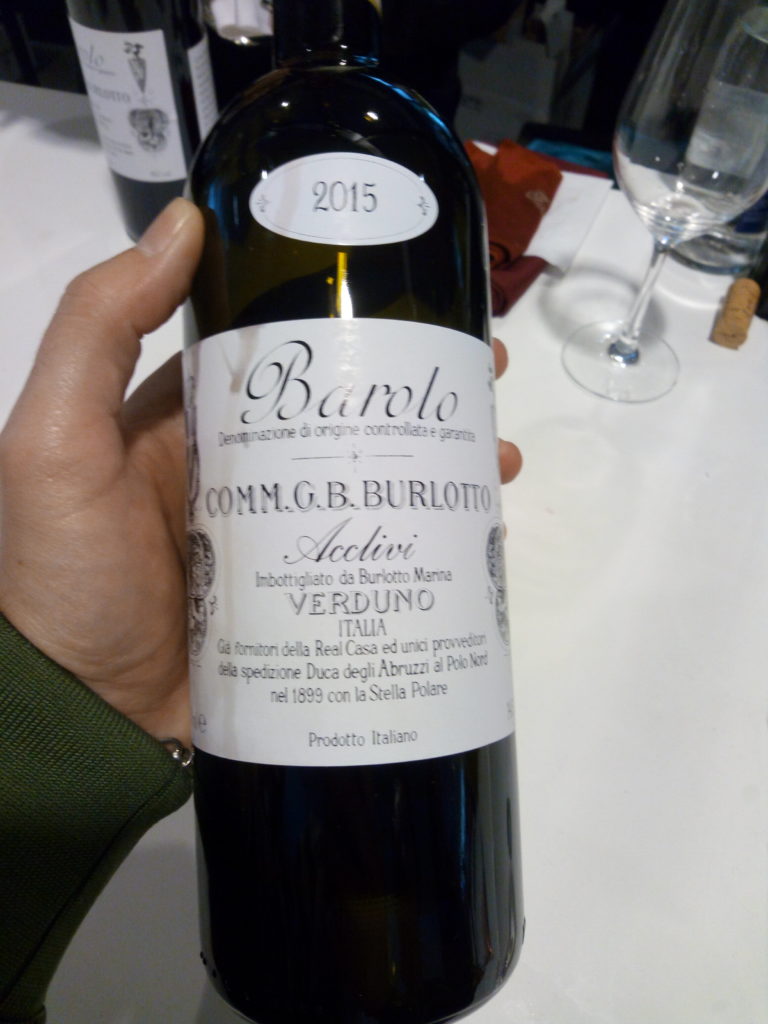 2015
Barolo
Denominazione di origine controllata e garantita
COMM. G. B. BURLOTTO
Acclivi
Imbottigliato da Burlotto Marina
VERDUNO
ITALIA
Già fornitori della Real Casa ed unici provveditori
della spedizione Duca degli Abruzzi al Polo Nord
nel 1899 con la Stella Polare
Prodotto Italiano